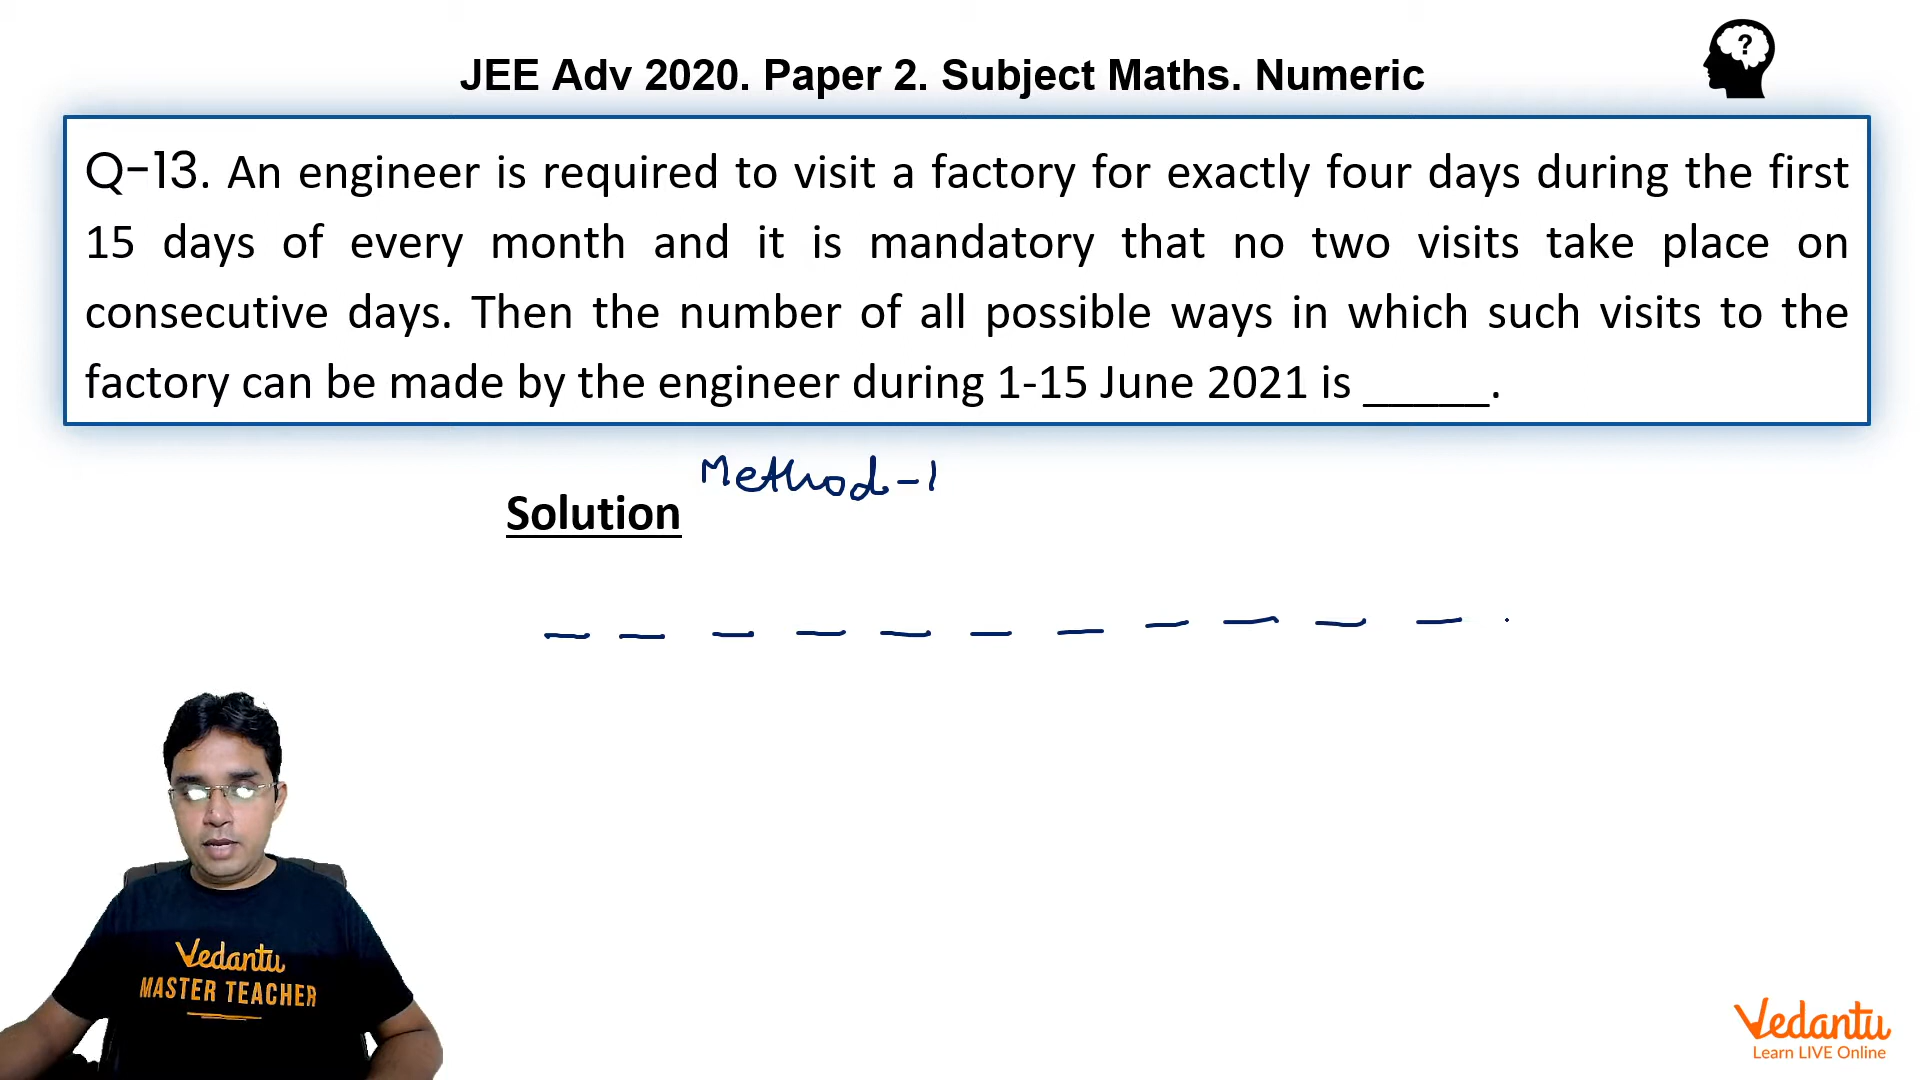 JEE Adv 2020. Paper 2. Subject Maths. Numeric
?
Q-13. An engineer is required to visit a factory for exactly four days during the first
15 days of every month and it is mandatory that no two visits take place on
consecutive days. Then the number of all possible ways in which such visits to the
factory can be made by the engineer during 1-15 June 2021 is _____.
Method-1
Solution
Vedantu
MASTER TEACHER
Vedantu
Learn LIVE Online